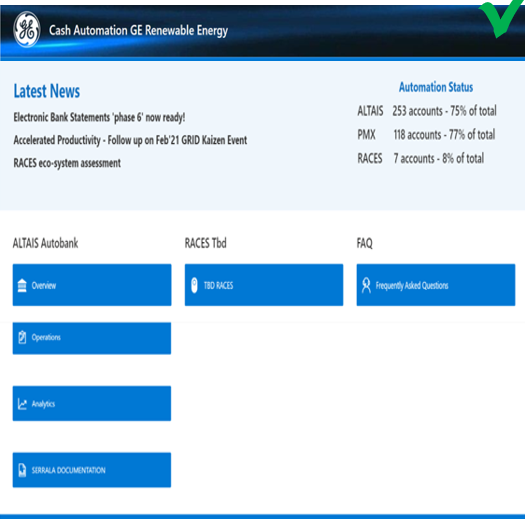 GE
Cash Automation GE Renewable Energy
Latest News
Electronic Bank Statements 'phase 6' now ready!
Accelerated Productivity - Follow up on Feb'21 GRID Kaizen Event
RACES eco-system assessment
Automation Status
ALTAIS 253 accounts - 75% of total
PMX 118 accounts - 77% of total
RACES 7 accounts - 8% of total
ALTAIS Autobank
Overview
Operations
Analytics
SERRALA DOCUMENTATION
RACES Tbd
TBD RACES
FAQ
Frequently Asked Questions